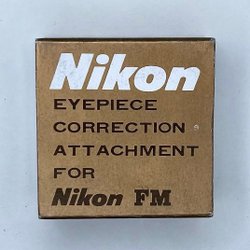 Nikon
EYEPIECE
CORRECTION
ATTACHMENT
FOR
Nikon FM